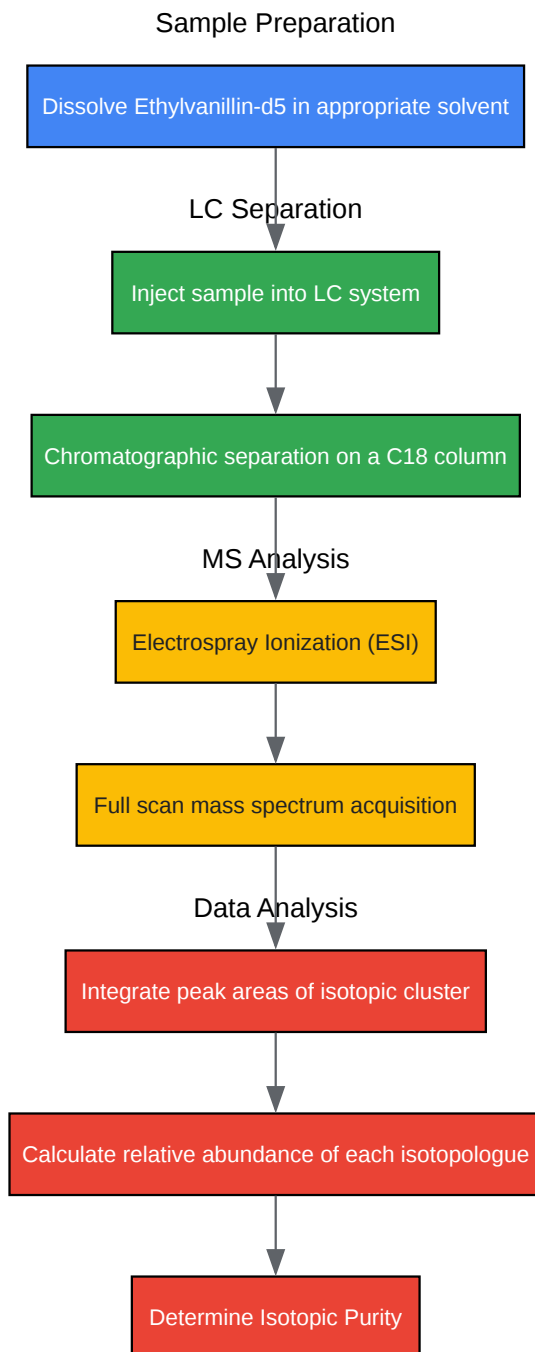 Sample Preparation
Dissolve Ethylvanillin-d5 in appropriate solvent
LC Separation
Inject sample into LC system
Chromatographic separation on a C18 column
MS Analysis
Electrospray Ionization (ESI)
Full scan mass spectrum acquisition
Data Analysis
Integrate peak areas of isotopic cluster
Calculate relative abundance of each isotopologue
Determine Isotopic Purity